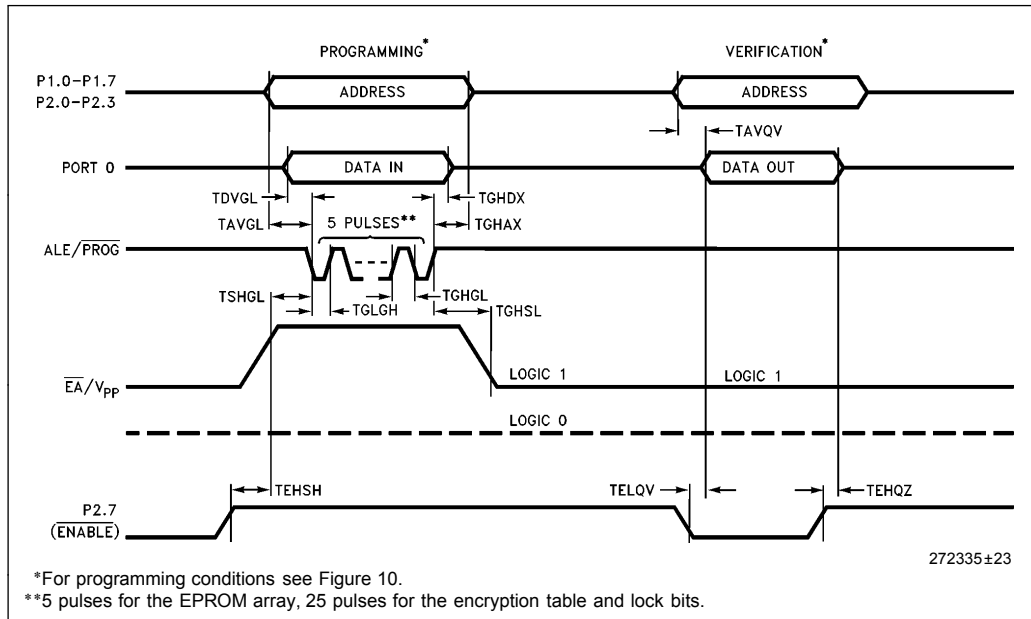 PROGRAMMING*
VERIFICATION*
P1.0–P1.7
P2.0–P2.3
ADDRESS
ADDRESS
TAVQV
PORT 0
DATA IN
DATA OUT
TDVGL
TGHDX
TAVGL
5 PULSES**
TGHAX
ALE/PROG
TSHGL
TGLGH
TGHGL
TGHSL
EA/VPP
LOGIC 1
LOGIC 1
LOGIC 0
TEHSH
TELQV
TEHQZ
P2.7
(ENABLE)
272335±23
*For programming conditions see Figure 10.
**5 pulses for the EPROM array, 25 pulses for the encryption table and lock bits.